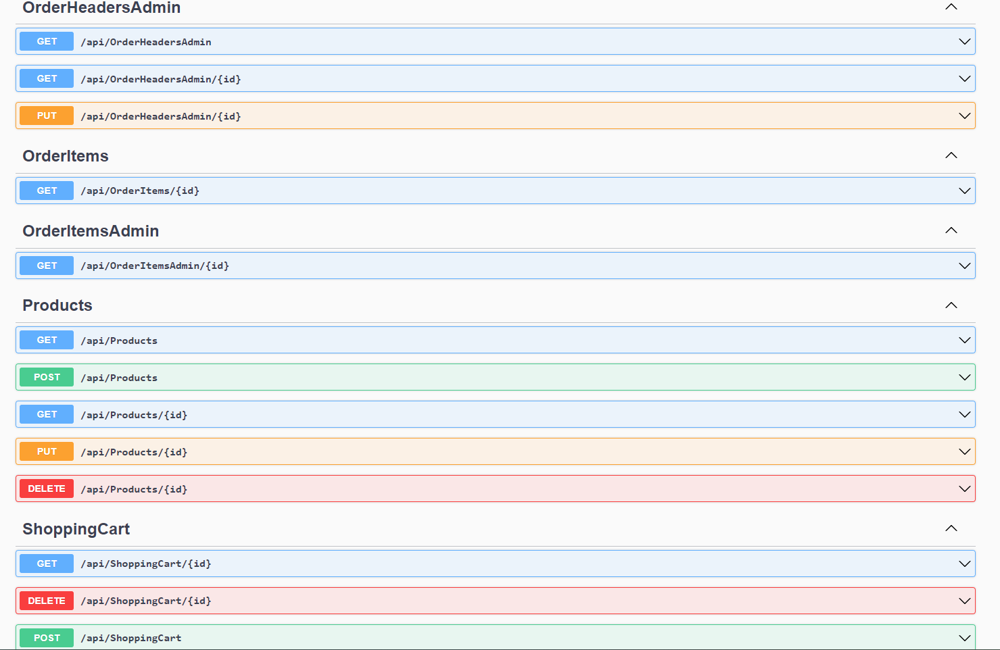 OrderHeadersAdmin
GET /api/OrderHeadersAdmin
GET /api/OrderHeadersAdmin/{id}
PUT /api/OrderHeadersAdmin/{id}
OrderItems
GET /api/OrderItems/{id}
OrderItemsAdmin
GET /api/OrderItemsAdmin/{id}
Products
GET /api/Products
POST /api/Products
GET /api/Products/{id}
PUT /api/Products/{id}
DELETE /api/Products/{id}
ShoppingCart
GET /api/ShoppingCart/{id}
DELETE /api/ShoppingCart/{id}
POST /api/ShoppingCart